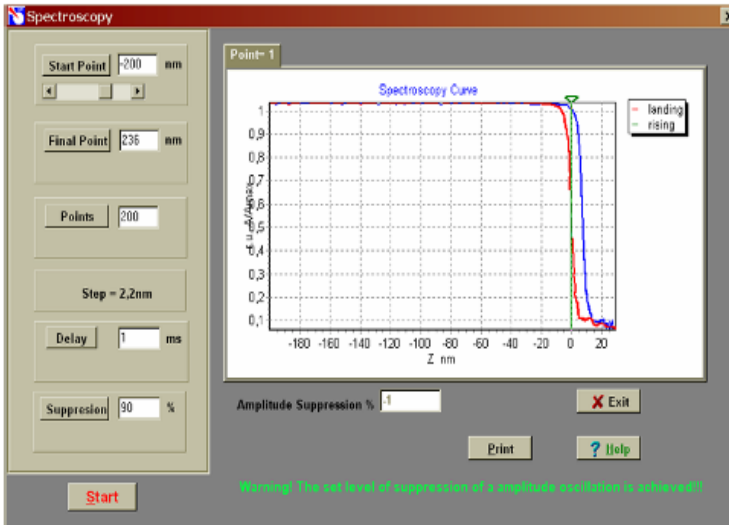 Spectroscopy
Start Point -200 nm
Final Point 236 nm
Points 200
Step = 2,2nm
Delay 1 ms
Suppresion 90 %
Start
Point= 1
Spectroscopy Curve
1
0,9
0,8
0,7
0,6
0,5
0,4
0,3
0,2
0,1
-180 -160 -140 -120 -100 -80 -60 -40 -20 0 20
Z nm
landing
rising
Amplitude Suppression % -1
Exit
Print
Help
Warning! The set level of suppression of a amplitude oscillation is achieved!!!